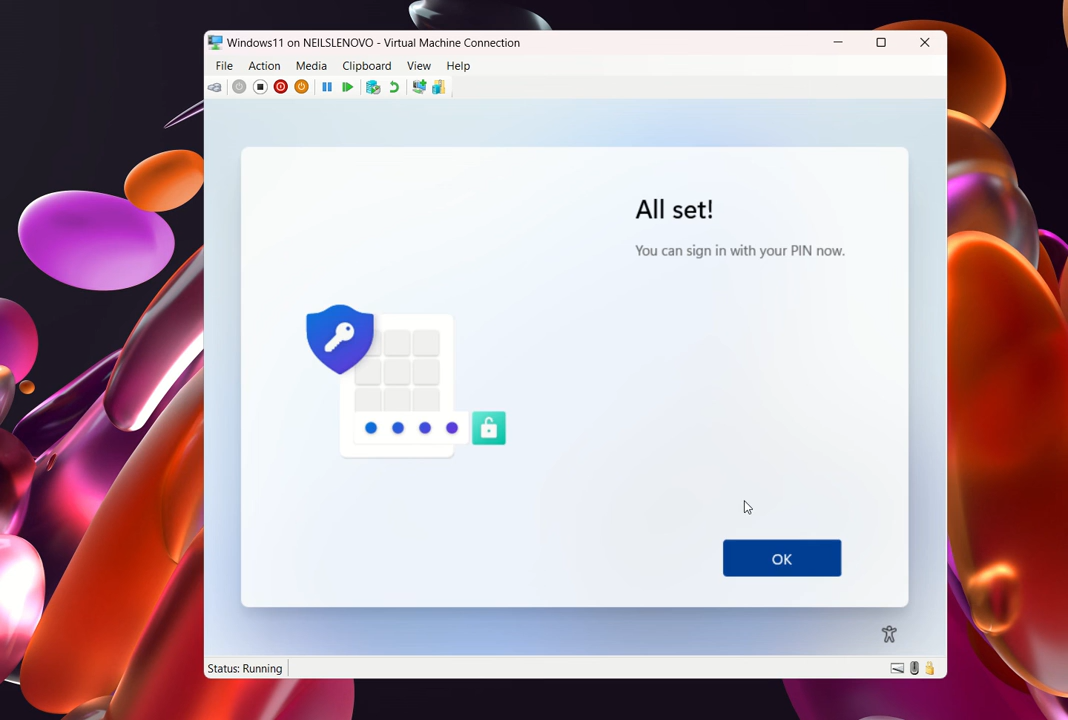 Windows11 on NEILSLENOVO - Virtual Machine Connection
File Action Media Clipboard View Help
All set!
You can sign in with your PIN now.
OK
Status: Running